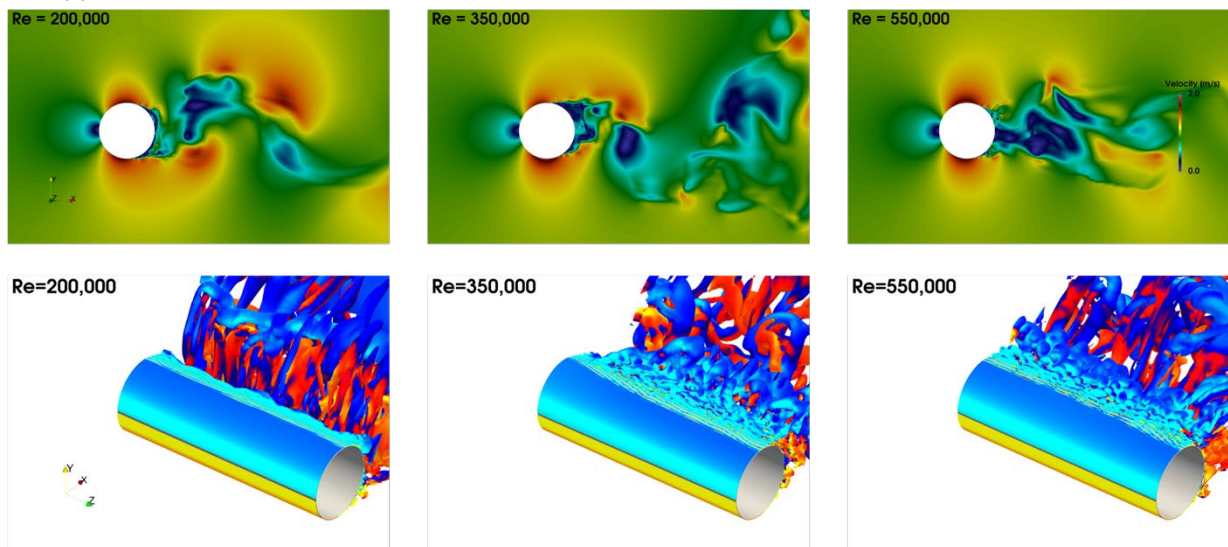 Re = 200,000
Re = 350,000
Re = 550,000
Velocity (m/s)
2.0
0.0
Y
Z X
Re=200,000
Re=350,000
Re=550,000
Y
X
Z